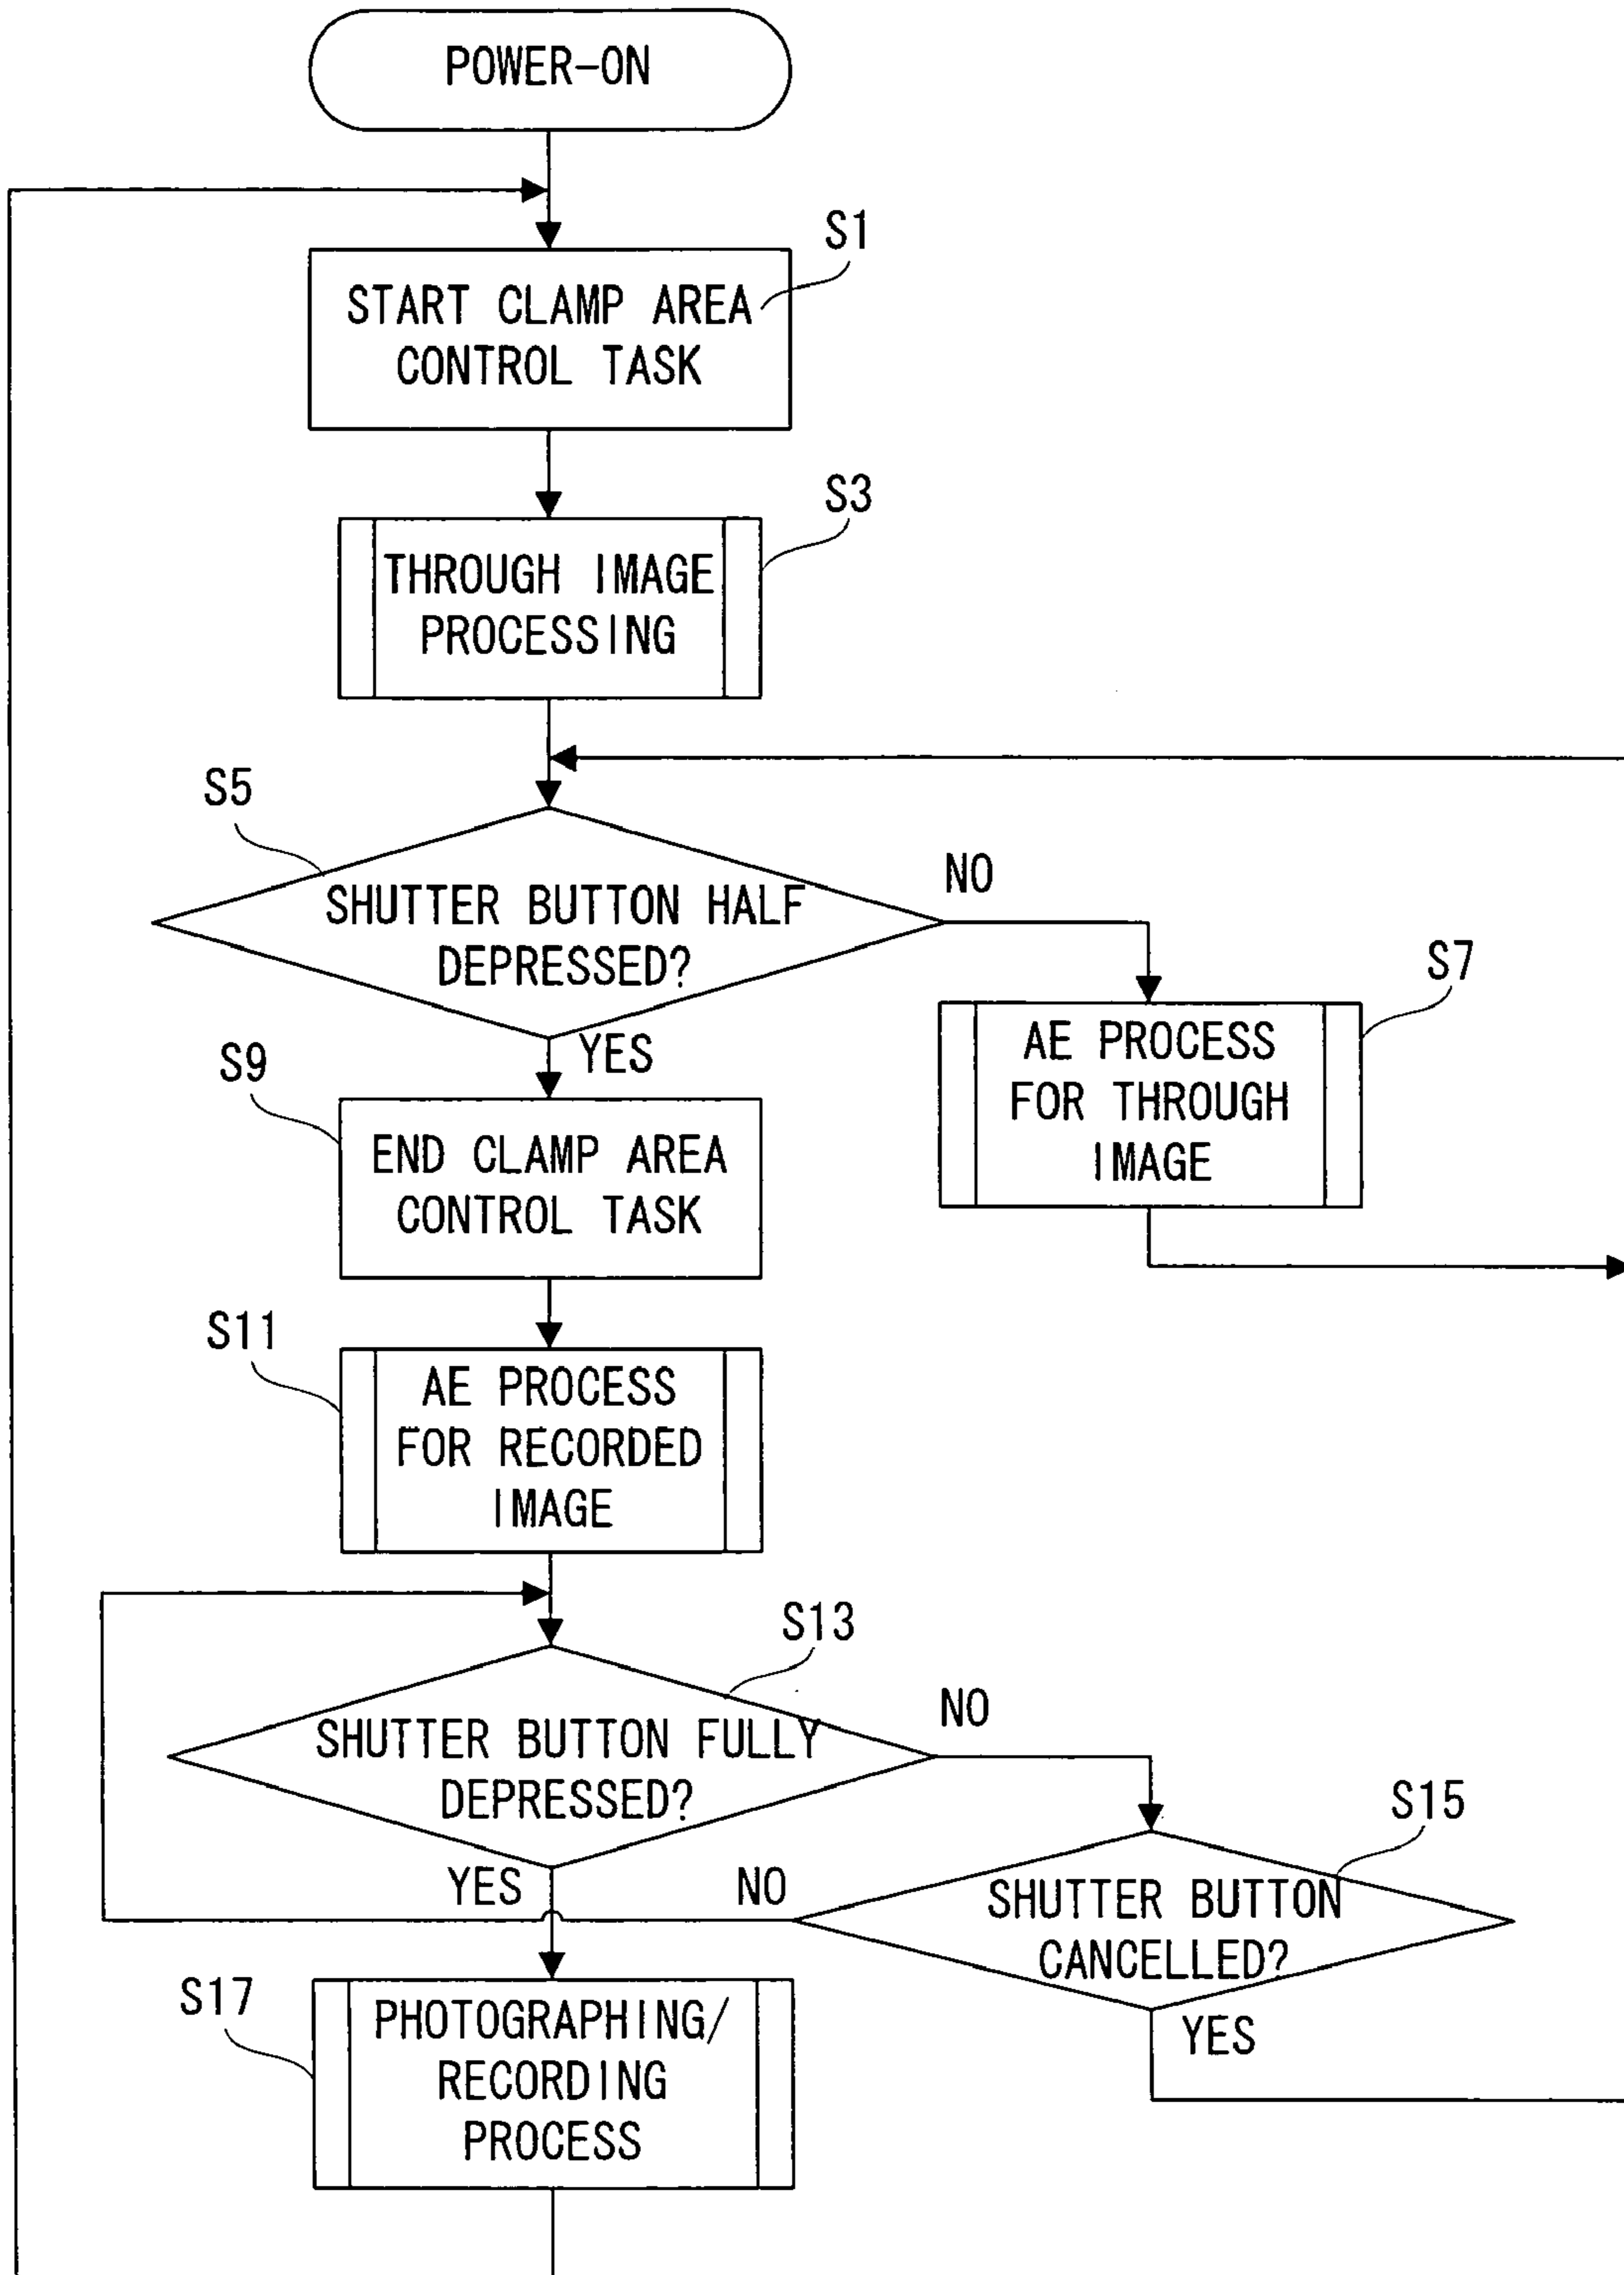 POWER-ON
S1
START CLAMP AREA
CONTROL TASK
S3
THROUGH IMAGE
PROCESSING
S5
SHUTTER BUTTON HALF
DEPRESSED?
NO
YES
S7
AE PROCESS
FOR THROUGH
IMAGE
S9
END CLAMP AREA
CONTROL TASK
S11
AE PROCESS
FOR RECORDED
IMAGE
S13
SHUTTER BUTTON FULLY
DEPRESSED?
NO
YES
S15
SHUTTER BUTTON
CANCELLED?
NO
YES
S17
PHOTOGRAPHING/
RECORDING
PROCESS